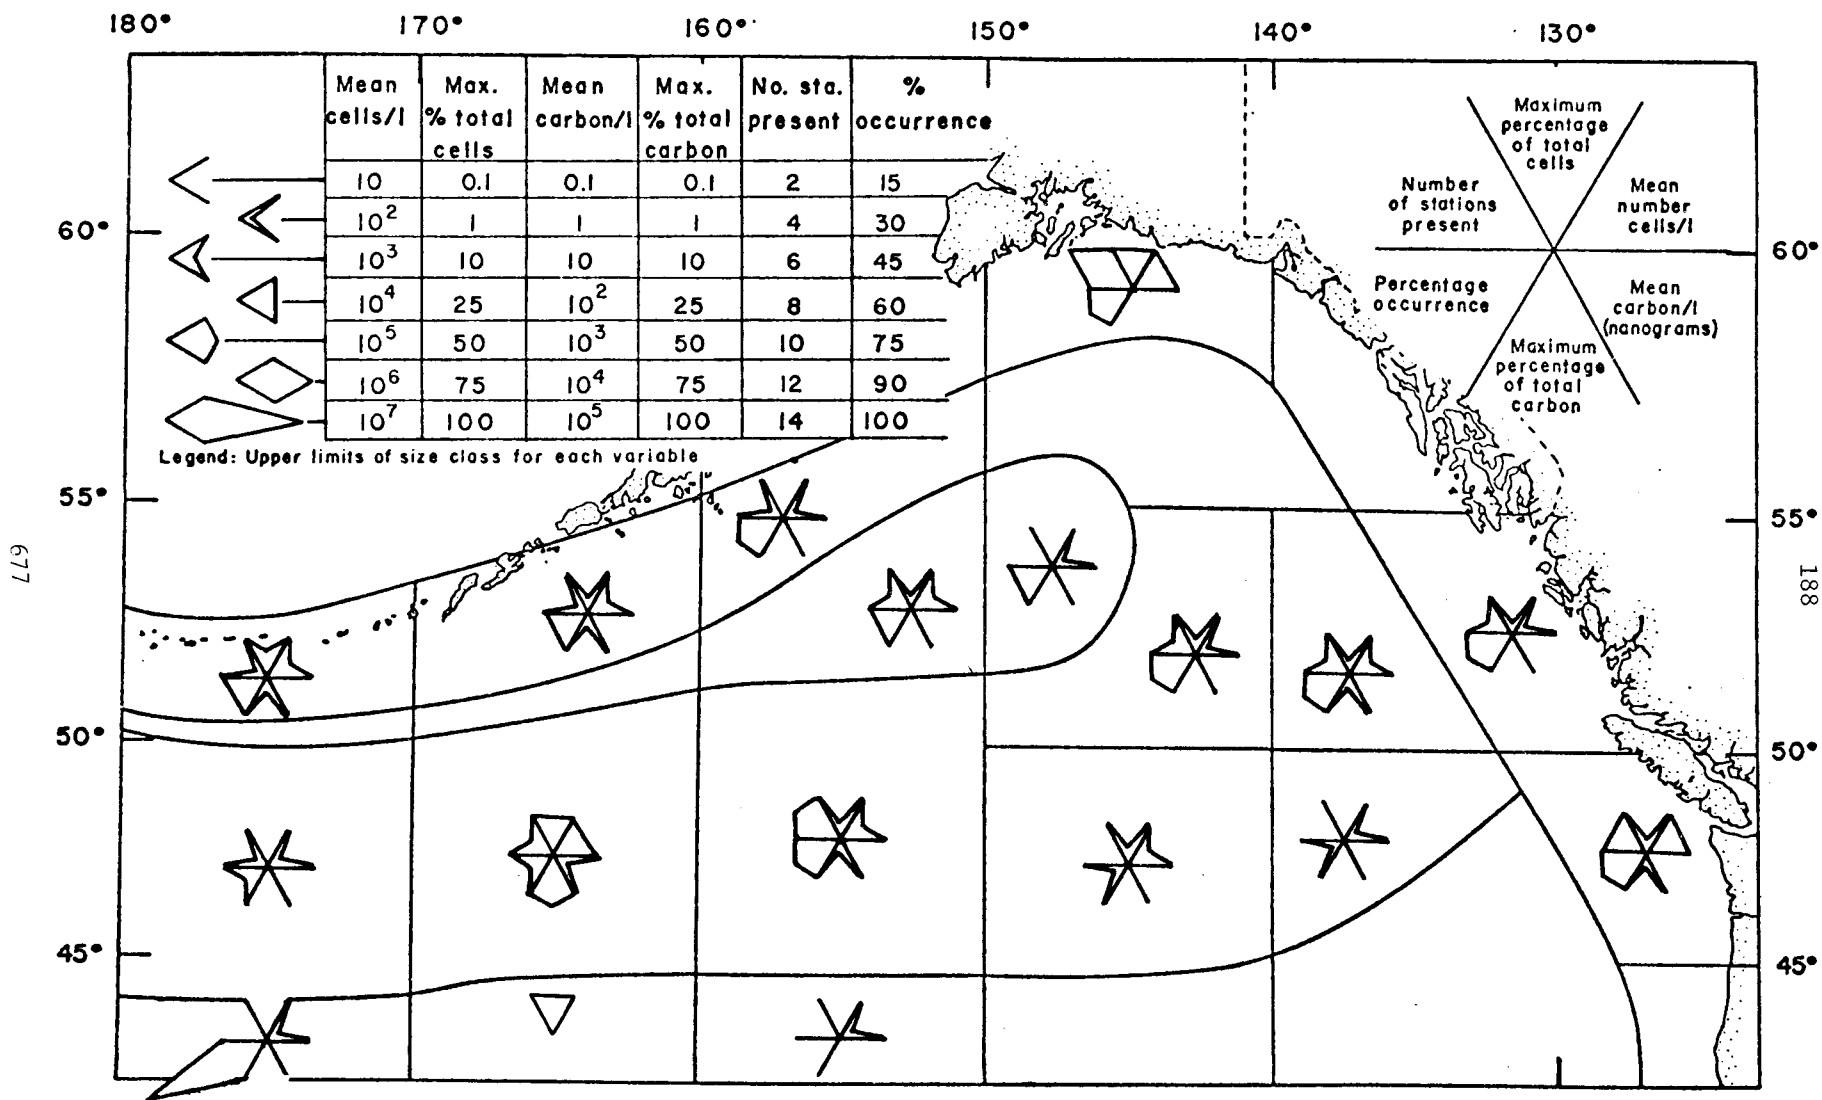 180° 170° 160° 150° 140° 130°
Mean Max. Mean Max. No. sta. %
cells/l % total carbon/l % total present occurrence
cells carbon
10 0.1 0.1 0.1 2 15
10² 1 1 1 4 30
10³ 10 10 10 6 45
10⁴ 25 10² 25 8 60
10⁵ 50 10³ 50 10 75
10⁶ 75 10⁴ 75 12 90
10⁷ 100 10⁵ 100 14 100
Legend: Upper limits of size class for each variable
Maximum
percentage
of total
cells
Number
of stations
present
Mean
number
cells/l
Percentage
occurrence
Mean
carbon/l
(nanograms)
Maximum
percentage
of total
carbon
60° 60°
55° 55°
50° 50°
45° 45°
677
188